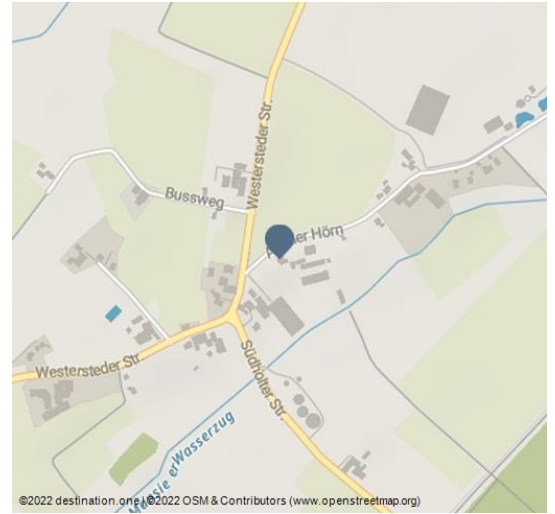 Westersteder Str.
Bussweg
Hörn
Westersteder Str.
Südholter Str.
Wasserzug
©2022 destination.one | ©2022 OSM & Contributors (www.openstreetmap.org)